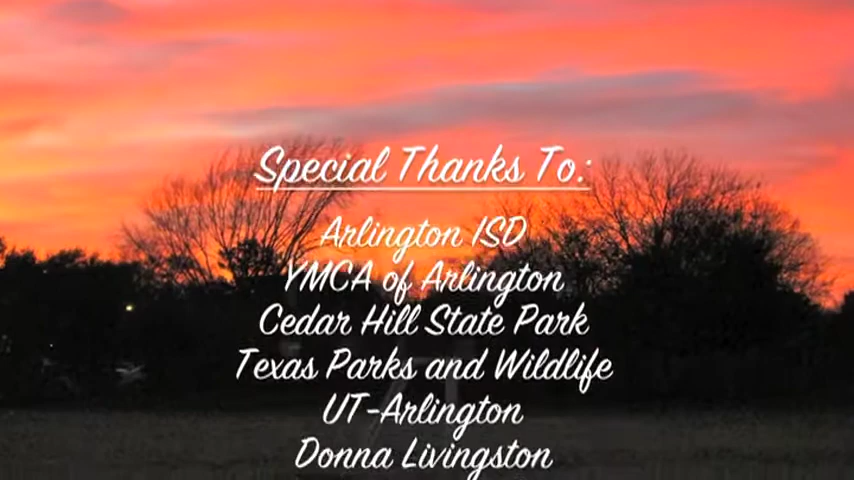 Special Thanks To:
Arlington ISD
YMCA of Arlington
Cedar Hill State Park
Texas Parks and Wildlife
UT-Arlington
Donna Livingston